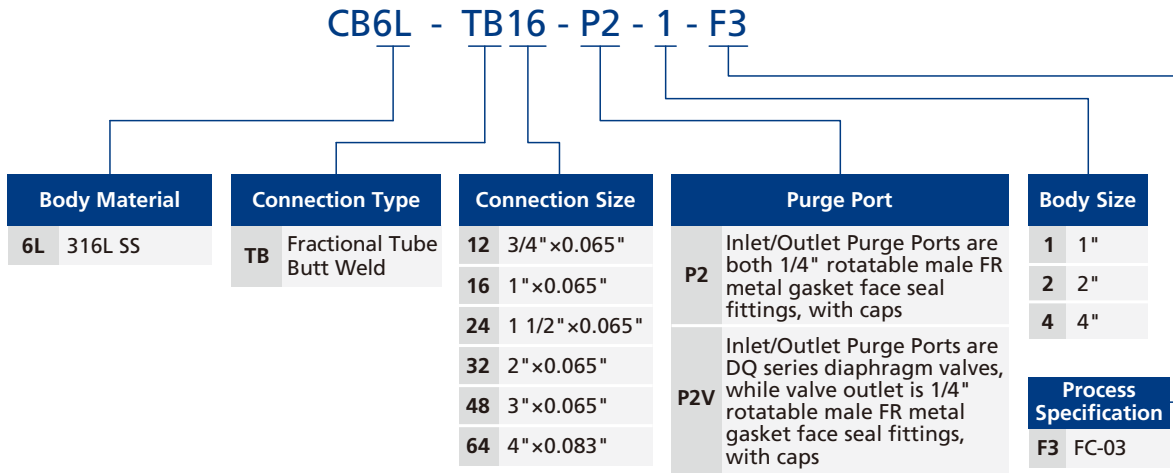 CB6L - TB16 - P2 - 1 - F3
Body Material
6L 316L SS
Connection Type
TB Fractional Tube
Butt Weld
Connection Size
12 3/4"×0.065"
16 1"×0.065"
24 1 1/2"×0.065"
32 2"×0.065"
48 3"×0.065"
64 4"×0.083"
Purge Port
P2 Inlet/Outlet Purge Ports are
both 1/4" rotatable male FR
metal gasket face seal
fittings, with caps
P2V Inlet/Outlet Purge Ports are
DQ series diaphragm valves,
while valve outlet is 1/4"
rotatable male FR metal
gasket face seal fittings,
with caps
Body Size
1 1"
2 2"
4 4"
Process
Specification
F3 FC-03